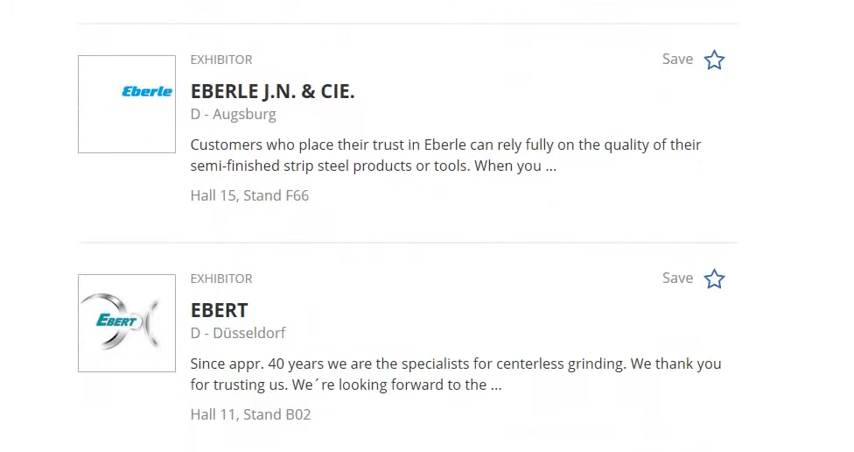 EXHIBITOR
Save
Eberle
EBERLE J.N. & CIE.
D - Augsburg
Customers who place their trust in Eberle can rely fully on the quality of their
semi-finished strip steel products or tools. When you ...
Hall 15, Stand F66
EXHIBITOR
Save
EBERT
EBERT
D - Düsseldorf
Since appr. 40 years we are the specialists for centerless grinding. We thank you
for trusting us. We´re looking forward to the ...
Hall 11, Stand B02